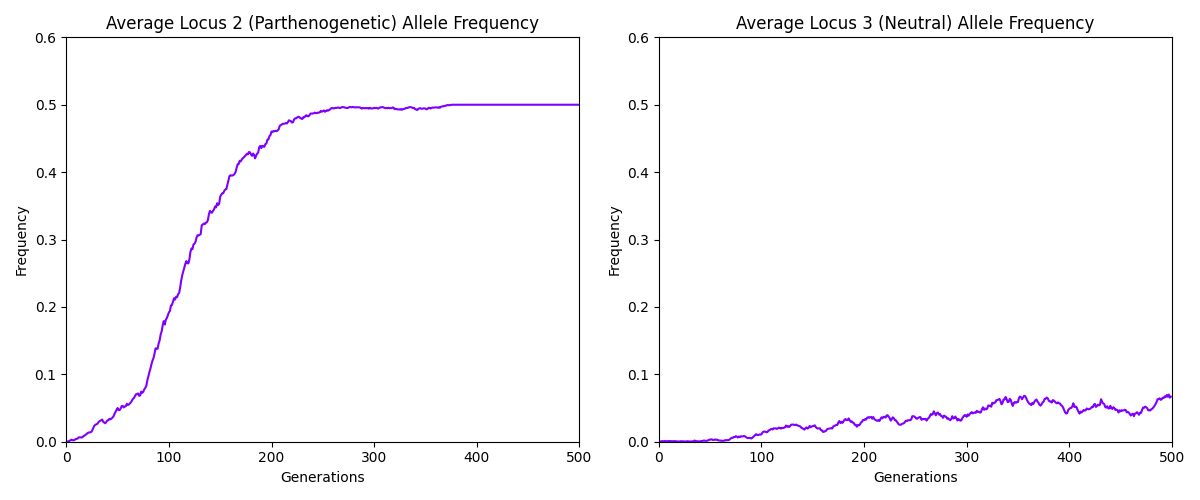 Average Locus 2 (Parthenogenetic) Allele Frequency
0.6
0.5
0.4
0.3
0.2
0.1
0.0
Frequency
0 100 200 300 400 500
Generations
Average Locus 3 (Neutral) Allele Frequency
0.6
0.5
0.4
0.3
0.2
0.1
0.0
Frequency
0 100 200 300 400 500
Generations